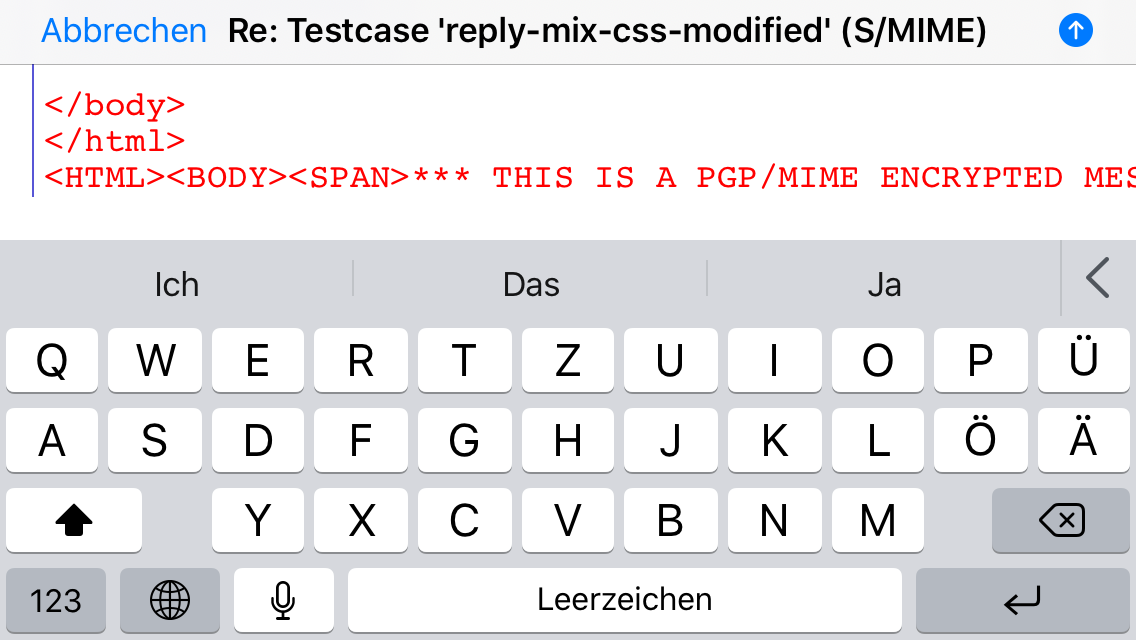 Abbrechen Re: Testcase 'reply-mix-css-modified' (S/MIME)
</body>
</html>
<HTML><BODY><SPAN>*** THIS IS A PGP/MIME ENCRYPTED MES
Ich Das Ja
Q W E R T Z U I O P Ü
A S D F G H J K L Ö Ä
Y X C V B N M
123 Leerzeichen